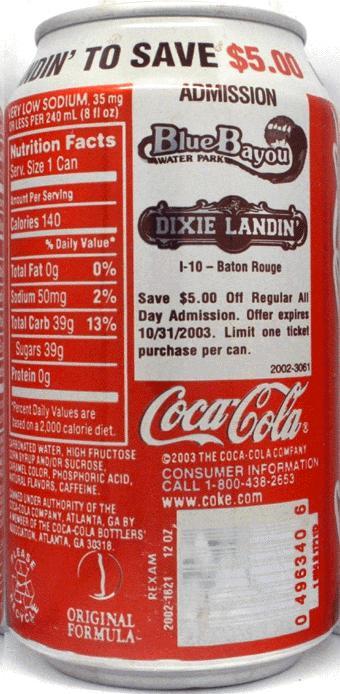 NDIN' TO SAVE $5.00
ADMISSION
VERY LOW SODIUM, 35 mg
OR LESS PER 240 mL (8 fl oz)
Nutrition Facts
Serv. Size 1 Can
Amount Per Serving
Calories 140
% Daily Value*
Total Fat 0g 0%
Sodium 50mg 2%
Total Carb 39g 13%
Sugars 39g
Protein 0g
*Percent Daily Values are
based on a 2,000 calorie diet.
CARBONATED WATER, HIGH FRUCTOSE
CORN SYRUP AND/OR SUCROSE,
CARAMEL COLOR, PHOSPHORIC ACID,
NATURAL FLAVORS, CAFFEINE.
CANNED UNDER AUTHORITY OF THE
COCA-COLA COMPANY, ATLANTA, GA BY
A MEMBER OF THE COCA-COLA BOTTLERS'
ASSOCIATION, ATLANTA, GA 30318.
PLEASE
RECYCLE
ORIGINAL
FORMULA
Blue Bayou
WATER PARK
DIXIE LANDIN'
I-10 – Baton Rouge
Save $5.00 Off Regular All
Day Admission. Offer expires
10/31/2003. Limit one ticket
purchase per can.
2002-3061
Coca-Cola®
©2003 THE COCA-COLA COMPANY
CONSUMER INFORMATION
CALL 1-800-438-2653
www.coke.com
REXAM
2002-1621 12 OZ.
0 496340 6